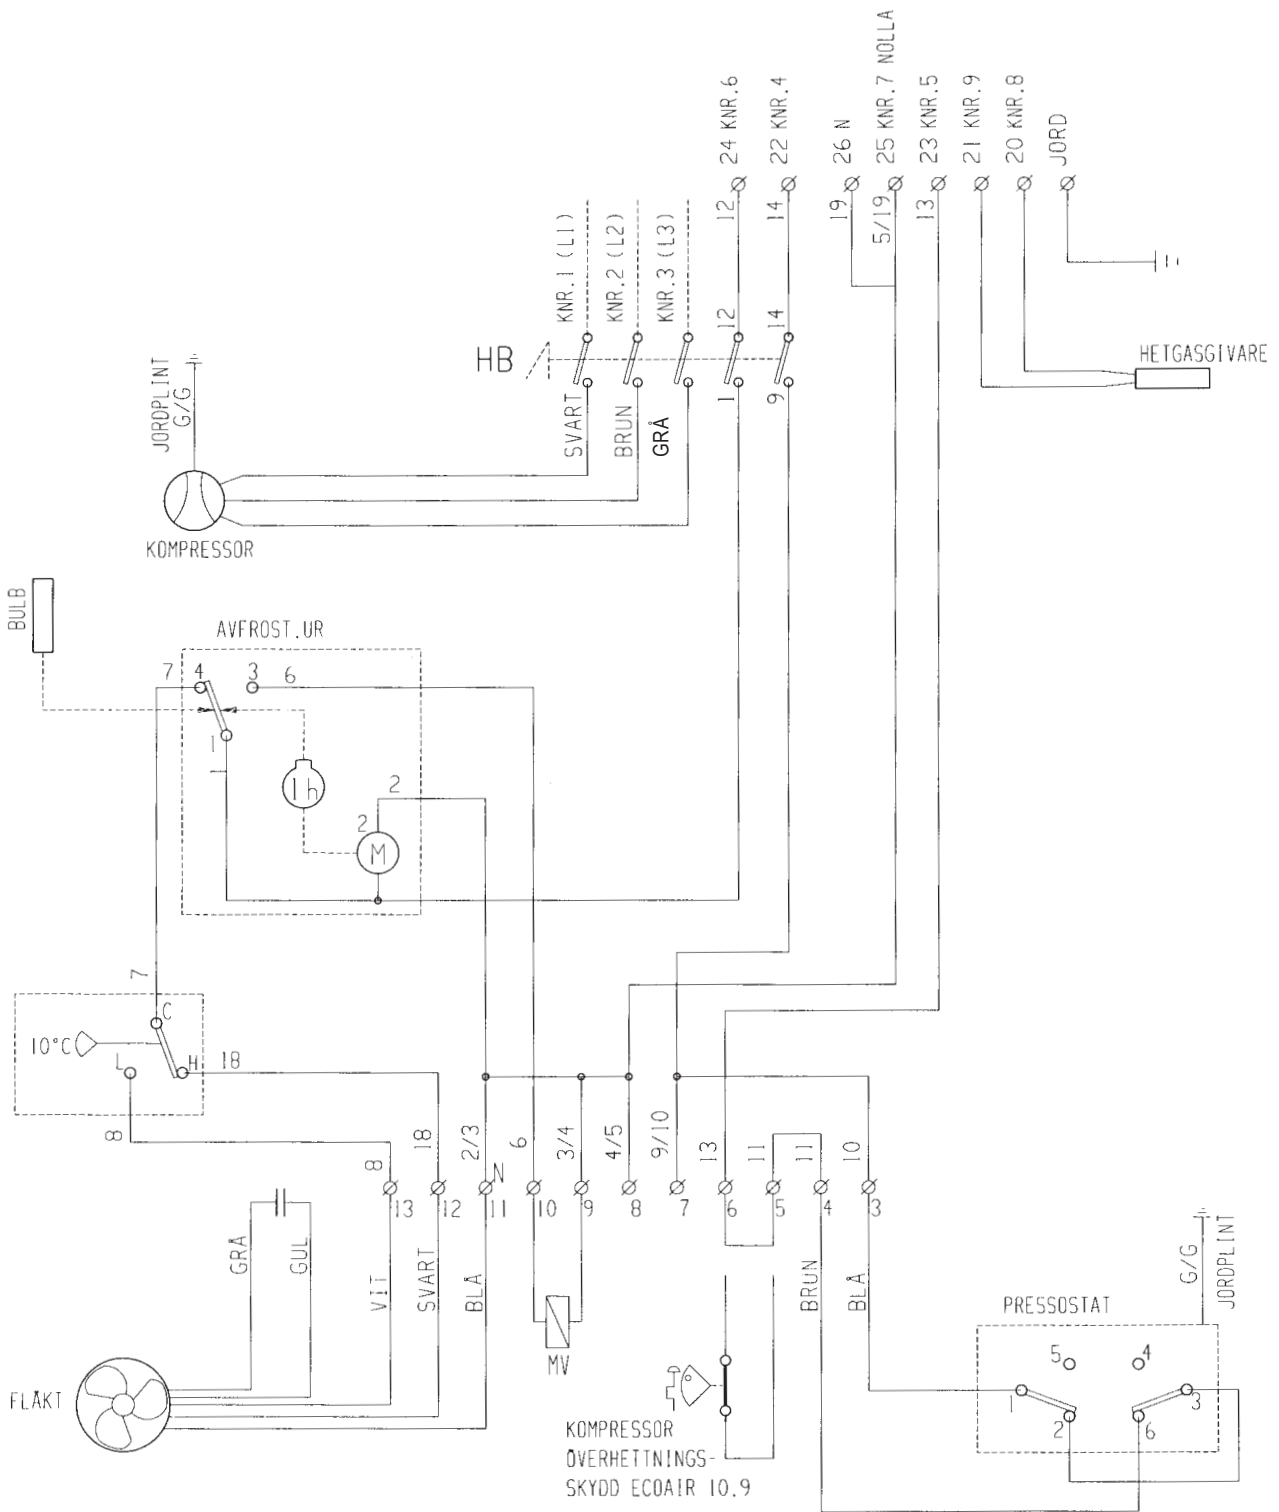 24 KNR.6
22 KNR.4
26 N
25 KNR.7 NOLLA
23 KNR.5
21 KNR.9
20 KNR.8
JORD
12
14
19
5/19
13
KNR.1 (L1)
KNR.2 (L2)
KNR.3 (L3)
12
14
HB
HETGASGIVARE
JORDPLINT
G/G
SVART
BRUN
GRÅ
1
9
KOMPRESSOR
BULB
AVFROST.UR
7
4
3
6
1
1
1h
2
2
M
7
C
10°C
L
H
18
8
8
18
2/3
N
6
3/4
4/5
9/10
13
11
11
10
13
12
11
10
9
8
7
6
5
4
3
GRÅ
GUL
VIT
SVART
BLÅ
BRUN
BLÅ
G/G
JORDPLINT
PRESSOSTAT
MV
5
4
1
2
6
3
FLÄKT
KOMPRESSOR
ÖVERHETTNINGS-
SKYDD ECOAIR 10.9